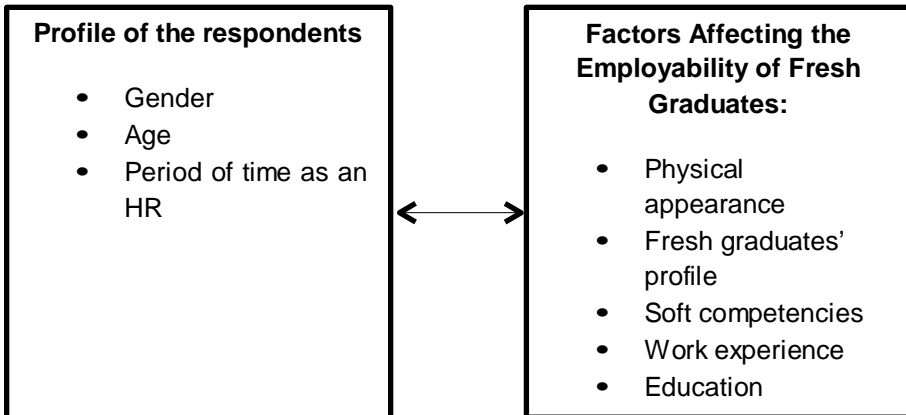 Profile of the respondents
• Gender
• Age
• Period of time as an
HR
Factors Affecting the
Employability of Fresh
Graduates:
• Physical
appearance
• Fresh graduates’
profile
• Soft competencies
• Work experience
• Education